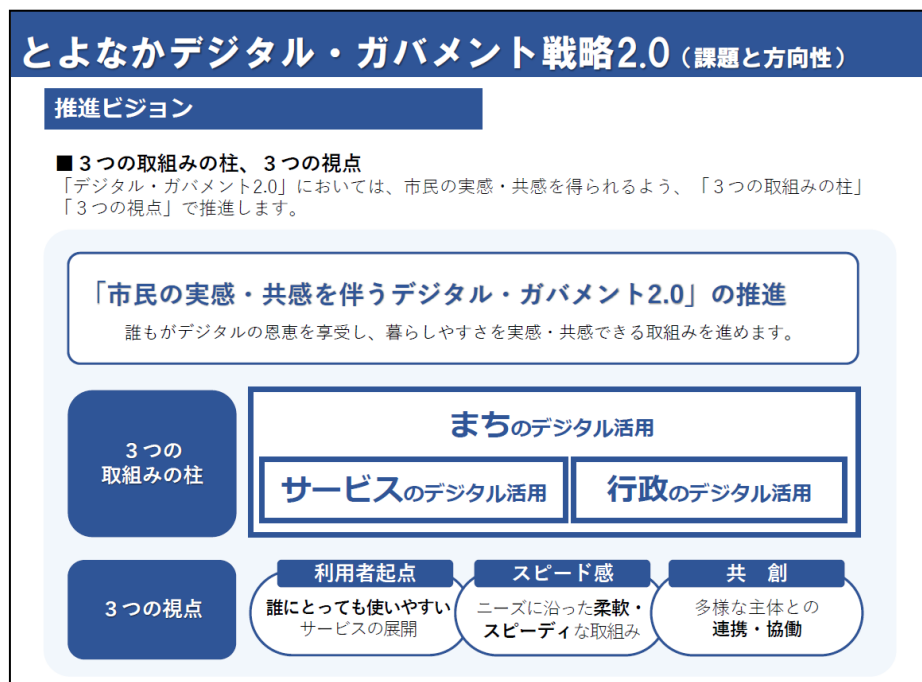 とよなかデジタル・ガバメント戦略2.0（課題と方向性）
推進ビジョン
■３つの取組みの柱、３つの視点
「デジタル・ガバメント2.0」においては、市民の実感・共感を得られるよう、「３つの取組みの柱」
「３つの視点」で推進します。
「市民の実感・共感を伴うデジタル・ガバメント2.0」の推進
誰もがデジタルの恩恵を享受し、暮らしやすさを実感・共感できる取組みを進めます。
３つの
取組みの柱
まちのデジタル活用
サービスのデジタル活用
行政のデジタル活用
３つの視点
利用者起点
誰にとっても使いやすい
サービスの展開
スピード感
ニーズに沿った柔軟・
スピーディな取組み
共　創
多様な主体との
連携・協働